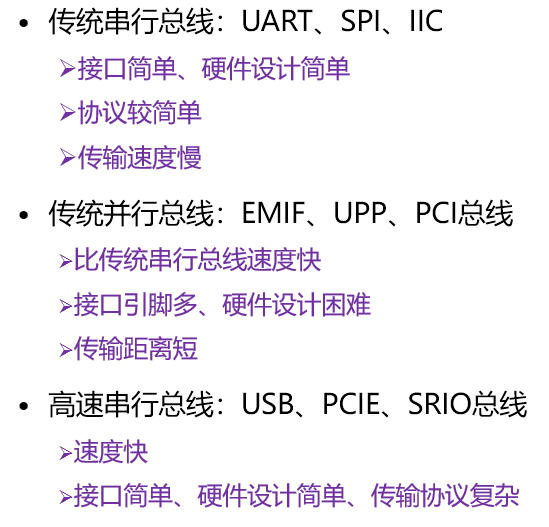 • 传统串行总线：UART、SPI、IIC
➢接口简单、硬件设计简单
➢协议较简单
➢传输速度慢
• 传统并行总线：EMIF、UPP、PCI总线
➢比传统串行总线速度快
➢接口引脚多、硬件设计困难
➢传输距离短
• 高速串行总线：USB、PCIE、SRIO总线
➢速度快
➢接口简单、硬件设计简单、传输协议复杂